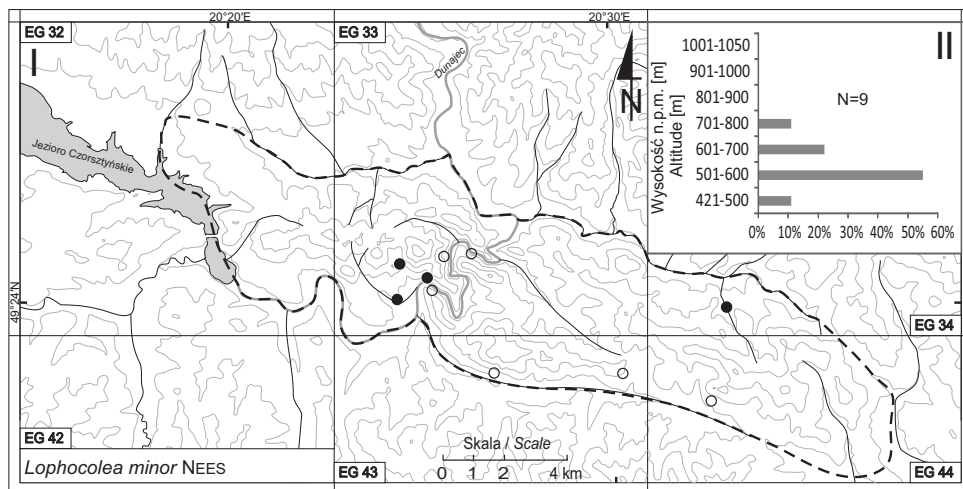 20°20'E
20°30'E
EG 32
EG 33
I
II
Dunajec
N
Jezioro Czorsztyńskie
49°24'N
Wysokość n.p.m. [m]
Altitude [m]
1001-1050
901-1000
801-900
701-800
601-700
501-600
421-500
N=9
0% 10% 20% 30% 40% 50% 60%
EG 34
EG 42
EG 43
EG 44
Skala / Scale
0 1 2 4 km
Lophocolea minor NEES